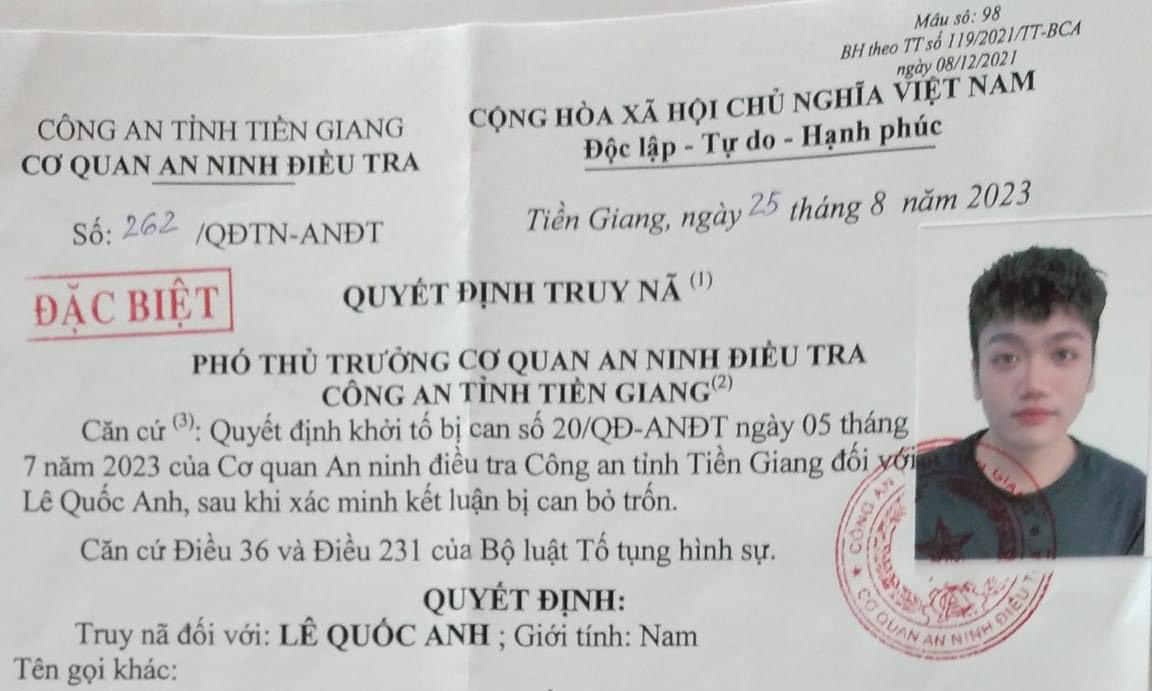 Mẫu số: 98
BH theo TT số 119/2021/TT-BCA
ngày 08/12/2021
CÔNG AN TỈNH TIỀN GIANG
CƠ QUAN AN NINH ĐIỀU TRA
CỘNG HÒA XÃ HỘI CHỦ NGHĨA VIỆT NAM
Độc lập - Tự do - Hạnh phúc
Số: 262 /QĐTN-ANĐT
Tiền Giang, ngày 25 tháng 8 năm 2023
ĐẶC BIỆT
QUYẾT ĐỊNH TRUY NÃ (1)
PHÓ THỦ TRƯỞNG CƠ QUAN AN NINH ĐIỀU TRA
CÔNG AN TỈNH TIỀN GIANG(2)
Căn cứ (3): Quyết định khởi tố bị can số 20/QĐ-ANĐT ngày 05 tháng
7 năm 2023 của Cơ quan An ninh điều tra Công an tỉnh Tiền Giang đối với
Lê Quốc Anh, sau khi xác minh kết luận bị can bỏ trốn.
Căn cứ Điều 36 và Điều 231 của Bộ luật Tố tụng hình sự.
QUYẾT ĐỊNH:
Truy nã đối với: LÊ QUỐC ANH ; Giới tính: Nam
Tên gọi khác:
CÔNG AN
GIANG
CƠ QUAN AN NINH ĐIỀU